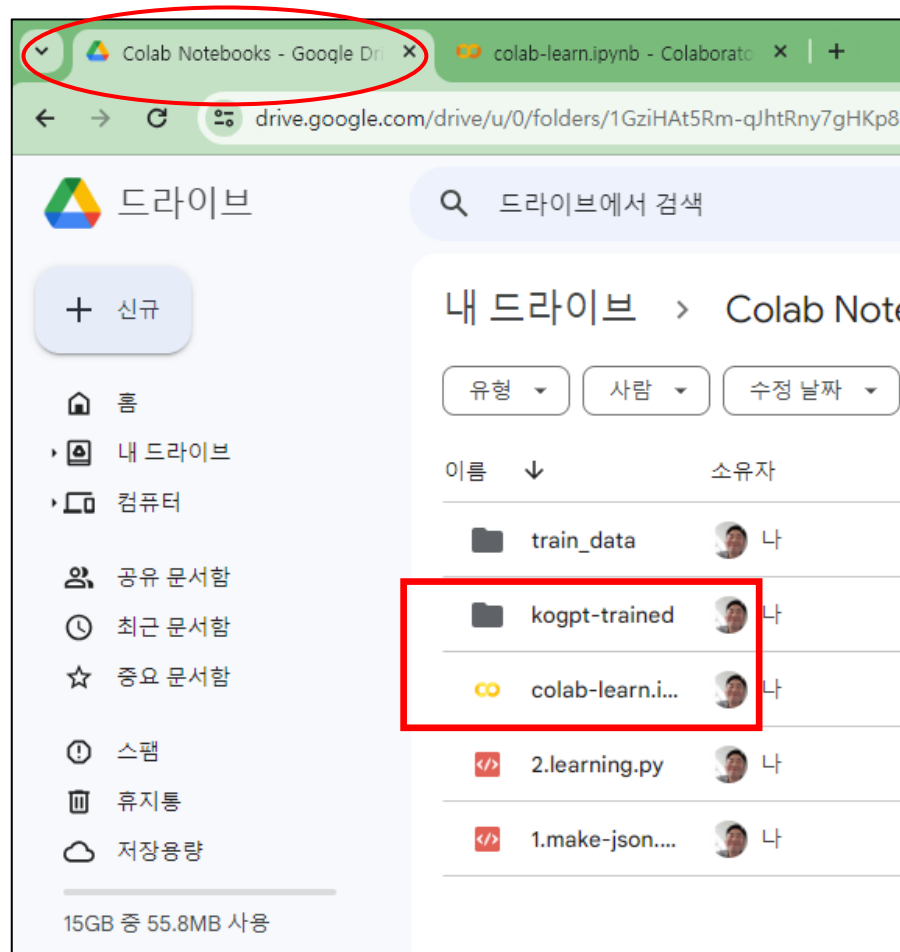 Colab Notebooks - Google Dri
colab-learn.ipynb - Colaborato
drive.google.com/drive/u/0/folders/1GziHAt5Rm-qJhtRny7gHKp8
드라이브
드라이브에서 검색
신규
내 드라이브 > Colab Note
유형
사람
수정 날짜
홈
내 드라이브
컴퓨터
공유 문서함
최근 문서함
중요 문서함
스팸
휴지통
저장용량
15GB 중 55.8MB 사용
이름
소유자
train_data 나
kogpt-trained 나
colab-learn.i... 나
2.learning.py 나
1.make-json.... 나